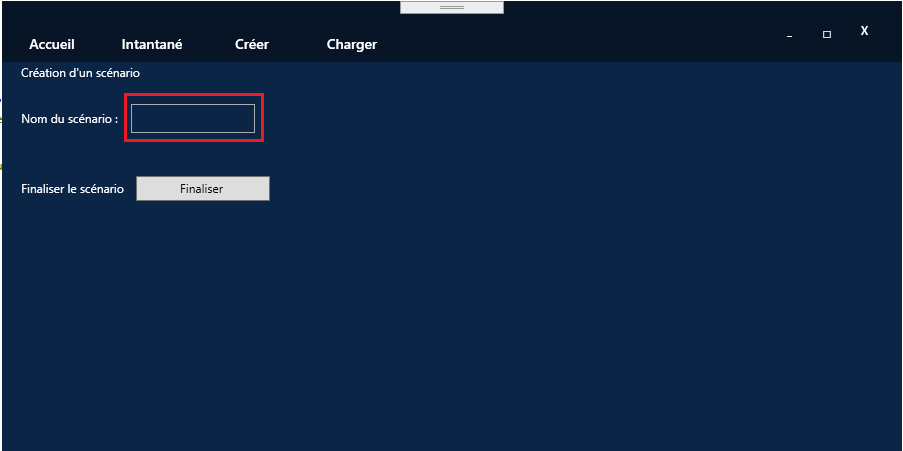 Accueil Intantané Créer Charger _ □ X
Création d'un scénario
Nom du scénario :
Finaliser le scénario Finaliser